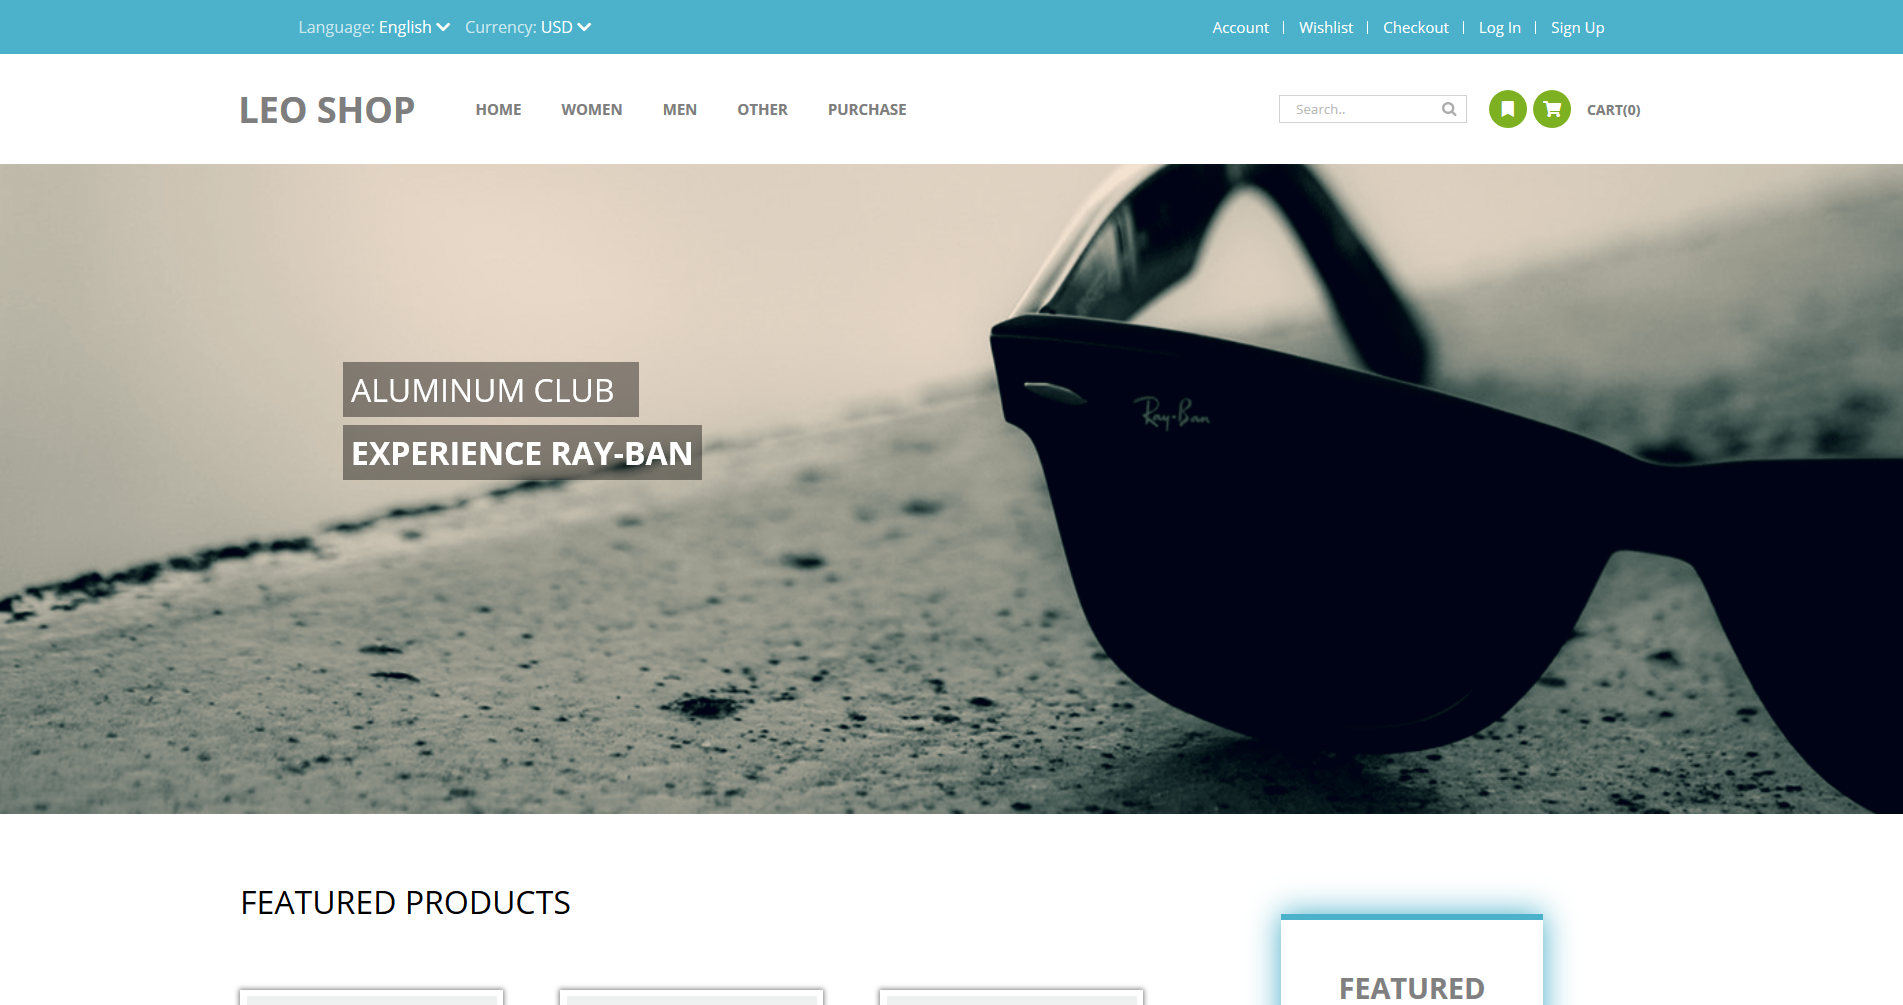 Language: English Currency: USD Account Wishlist Checkout Log In Sign Up
LEO SHOP HOME WOMEN MEN OTHER PURCHASE Search.. CART(0)
Ray-Ban
ALUMINUM CLUB
EXPERIENCE RAY-BAN
FEATURED PRODUCTS
FEATURED